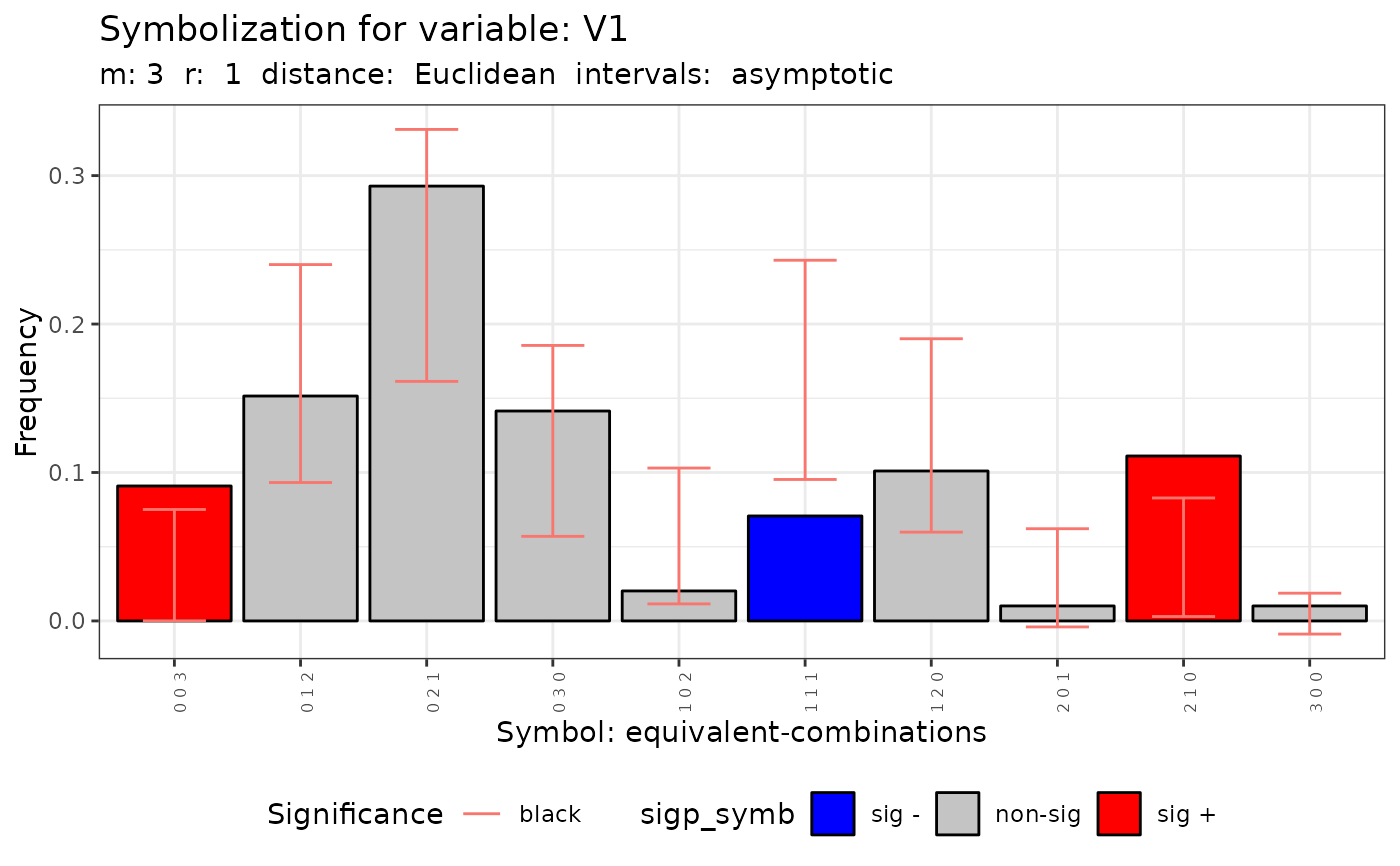 Symbolization for variable: V1
m: 3 r: 1 distance: Euclidean intervals: asymptotic
Frequency
0.3
0.2
0.1
0.0
0 0 3
0 1 2
0 2 1
0 3 0
1 0 2
1 1 1
1 2 0
2 0 1
2 1 0
3 0 0
Symbol: equivalent-combinations
Significance black sigp_symb sig - non-sig sig +